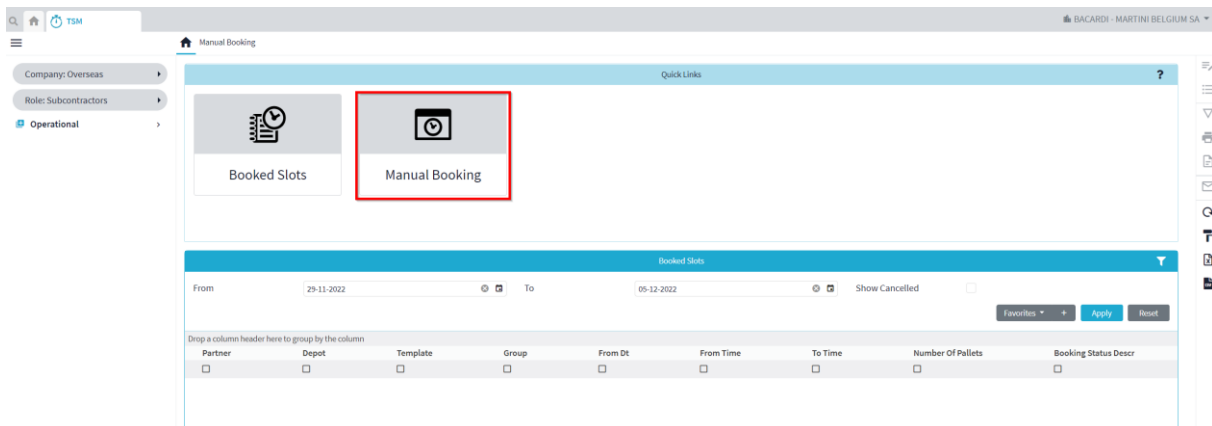 TSM
BACARDI - MARTINI BELGIUM SA
Manual Booking
Company: Overseas
Role: Subcontractors
Operational
Quick Links
?
Booked Slots
Manual Booking
Booked Slots
From 29-11-2022 To 05-12-2022 Show Cancelled
Favorites + Apply Reset
Drop a column header here to group by the column
Partner Depot Template Group From Dt From Time To Time Number Of Pallets Booking Status Descr